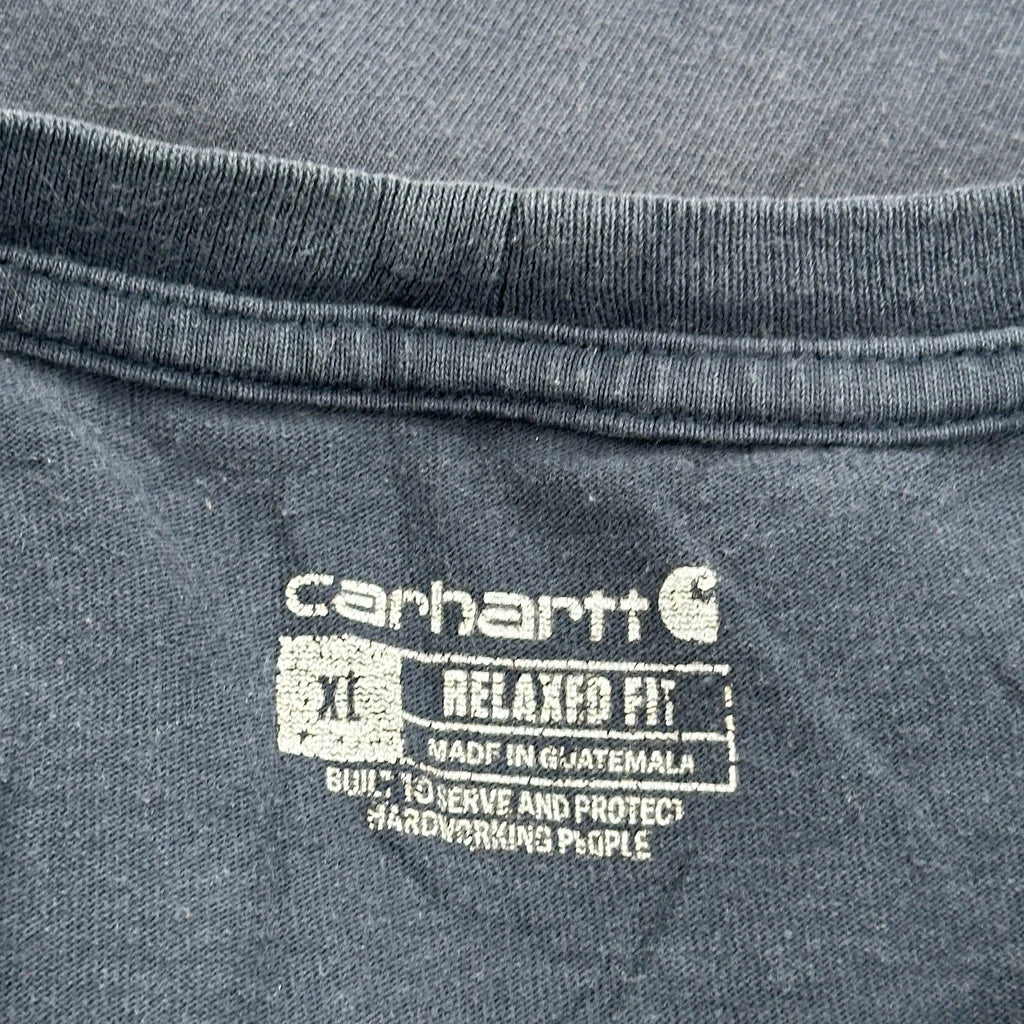 carhartt
XL
RELAXED FIT
MADE IN GUATEMALA
BUILT TO SERVE AND PROTECT
HARDWORKING PEOPLE